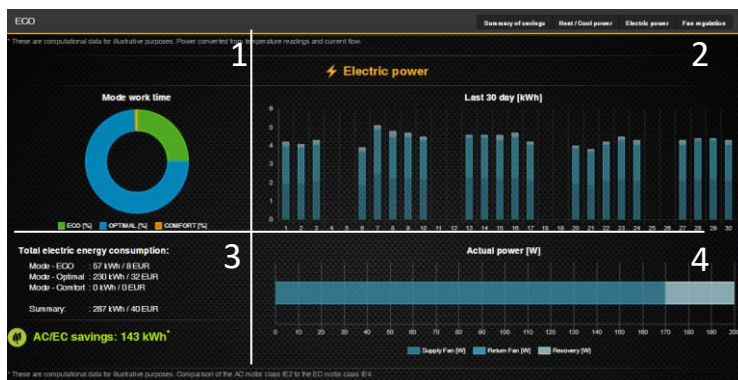 ECO
Summary of savings Heat / Cool power Electric power Fan regulation
* These are computational data for illustrative purposes. Power converted from temperature readings and current flow.
1
2
Electric power
Mode work time
ECO [%] OPTIMAL [%] COMFORT [%]
Last 30 day [kWh]
6
5
4
3
2
1
0
1 2 3 4 5 6 7 8 9 10 11 12 13 14 15 16 17 18 19 20 21 22 23 24 25 26 27 28 29 30
3
Total electric energy consumption:
Mode - ECO : 57 kWh / 8 EUR
Mode - Optimal : 230 kWh / 32 EUR
Mode - Comfort : 0 kWh / 0 EUR
Summary: : 287 kWh / 40 EUR
AC/EC savings: 143 kWh*
4
Actual power [W]
0 10 20 30 40 50 60 70 80 90 100 110 120 130 140 150 160 170 180 190 200
Supply Fan [W] Return Fan [W] Recovery [W]
* These are computational data for illustrative purposes. Comparison of the AC motor class IE2 to the EC motor class IE4.